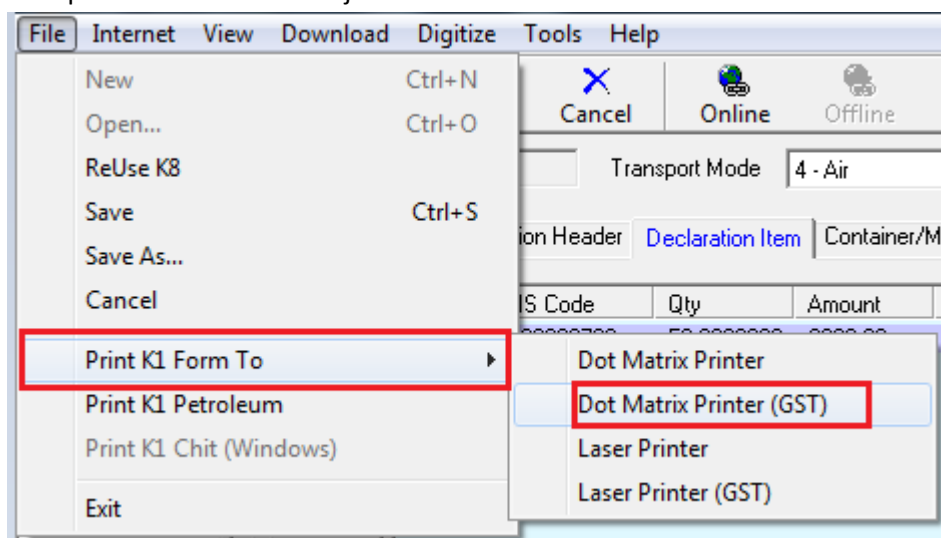 File Internet View Download Digitize Tools Help
New Ctrl+N
Open... Ctrl+O
ReUse K8
Save Ctrl+S
Save As...
Cancel
Print K1 Form To
Print K1 Petroleum
Print K1 Chit (Windows)
Exit
Cancel Online Offline
Transport Mode 4 - Air
ion Header Declaration Item Container/M
IS Code Qty Amount
Dot Matrix Printer
Dot Matrix Printer (GST)
Laser Printer
Laser Printer (GST)